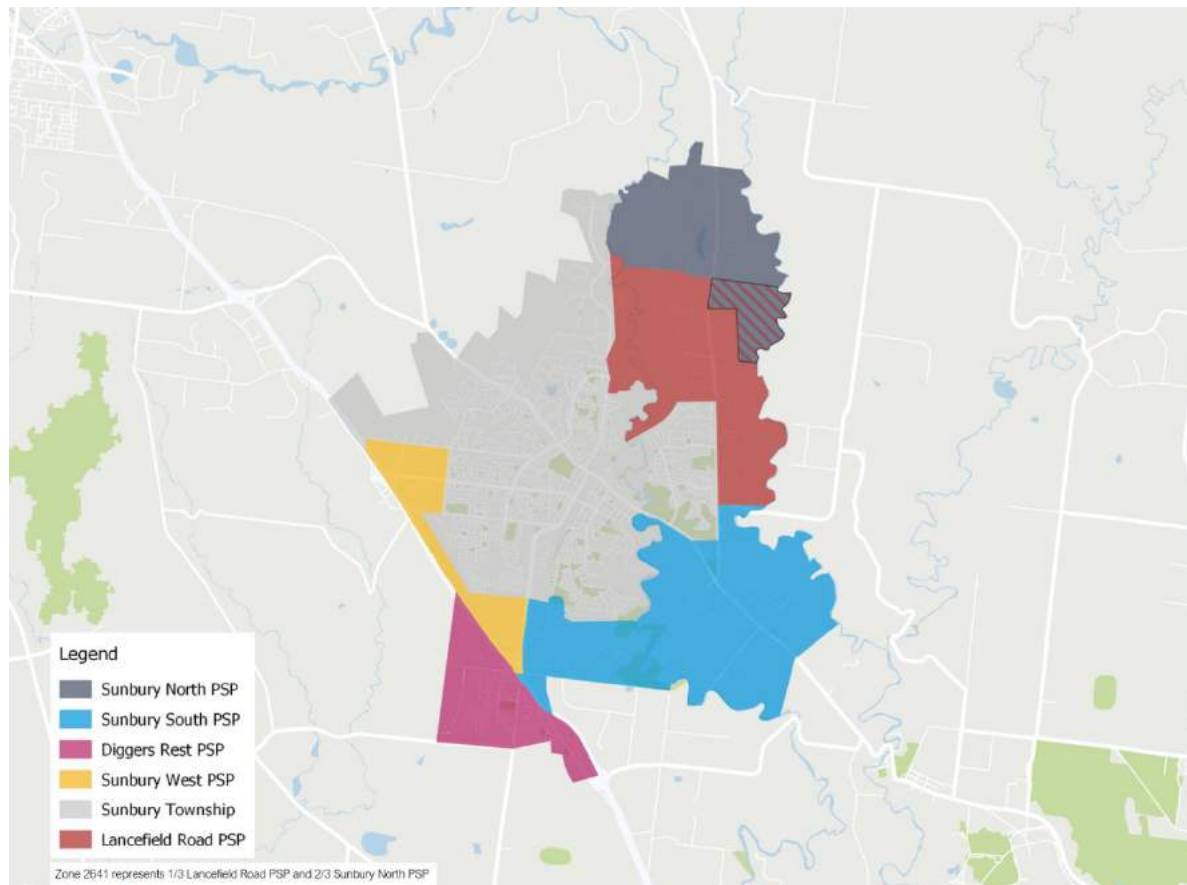 Legend
Sunbury North PSP
Sunbury South PSP
Diggers Rest PSP
Sunbury West PSP
Sunbury Township
Lancefield Road PSP
Zone 2641 represents 1/3 Lancefield Road PSP and 2/3 Sunbury North PSP